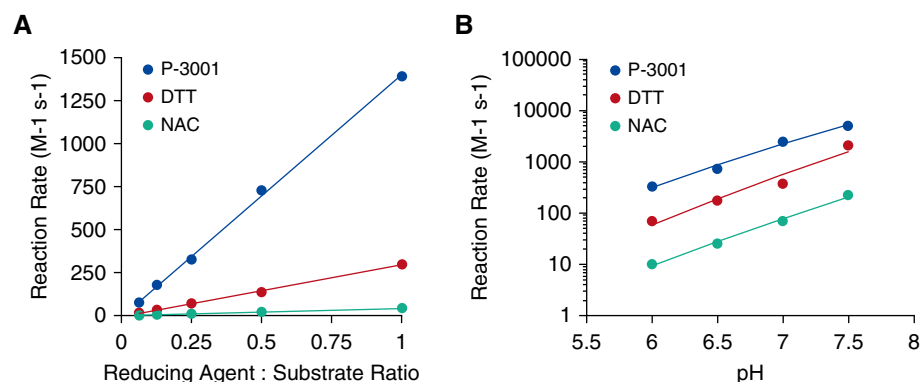 A
Reaction Rate (M-1 s-1)
1500
1250
1000
750
500
250
0
P-3001
DTT
NAC
0
0.25
0.5
0.75
1
Reducing Agent : Substrate Ratio
B
Reaction Rate (M-1 s-1)
100000
10000
1000
100
10
1
P-3001
DTT
NAC
5.5
6
6.5
7
7.5
8
pH